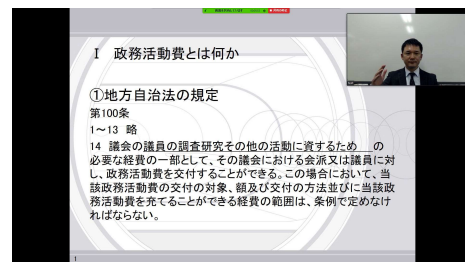 Ⅰ 政務活動費とは何か
①地方自治法の規定
第100条
1～13 略
14 議会の議員の調査研究その他の活動に資するため の
必要な経費の一部として、その議会における会派又は議員に対
し、政務活動費を交付することができる。この場合において、当
該政務活動費の交付の対象、額及び交付の方法並びに当該政
務活動費を充てることができる経費の範囲は、条例で定めなけ
ればならない。
1